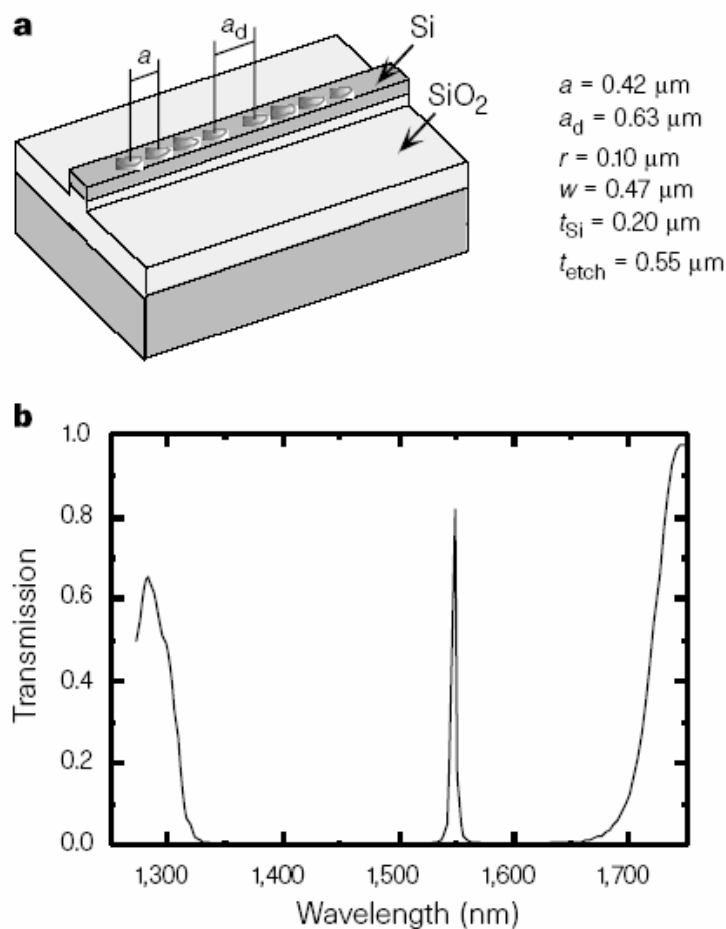 a
a
a_d
Si
SiO₂
a = 0.42 µm
a_d = 0.63 µm
r = 0.10 µm
w = 0.47 µm
t_Si = 0.20 µm
t_etch = 0.55 µm
b
1.0
0.8
0.6
0.4
0.2
0.0
Transmission
1,300 1,400 1,500 1,600 1,700
Wavelength (nm)